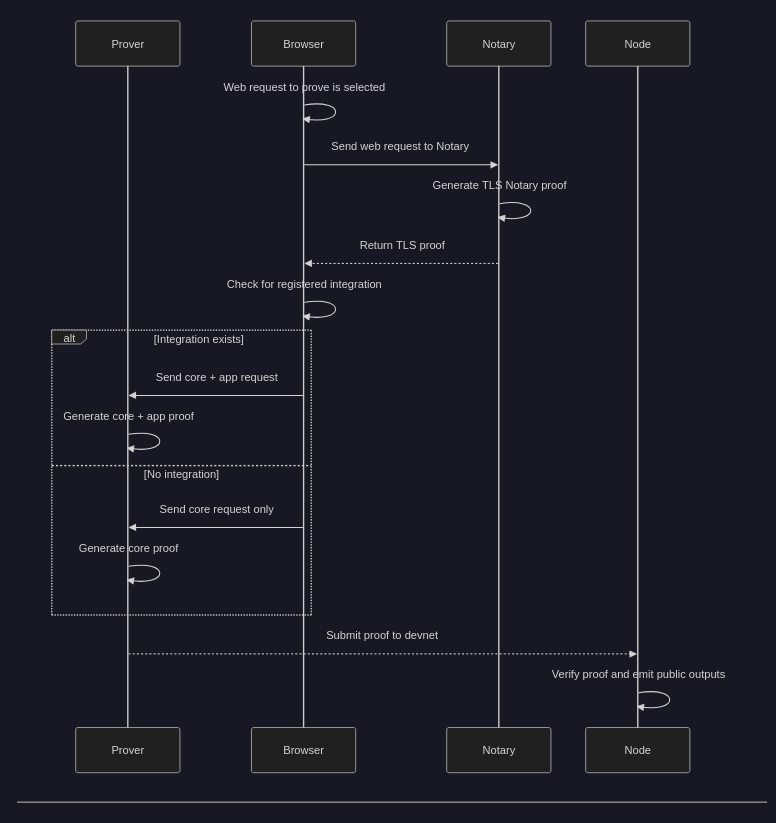 Prover
Browser
Notary
Node
Web request to prove is selected
Send web request to Notary
Generate TLS Notary proof
Return TLS proof
Check for registered integration
alt
[Integration exists]
Send core + app request
Generate core + app proof
[No integration]
Send core request only
Generate core proof
Submit proof to devnet
Verify proof and emit public outputs
Prover
Browser
Notary
Node